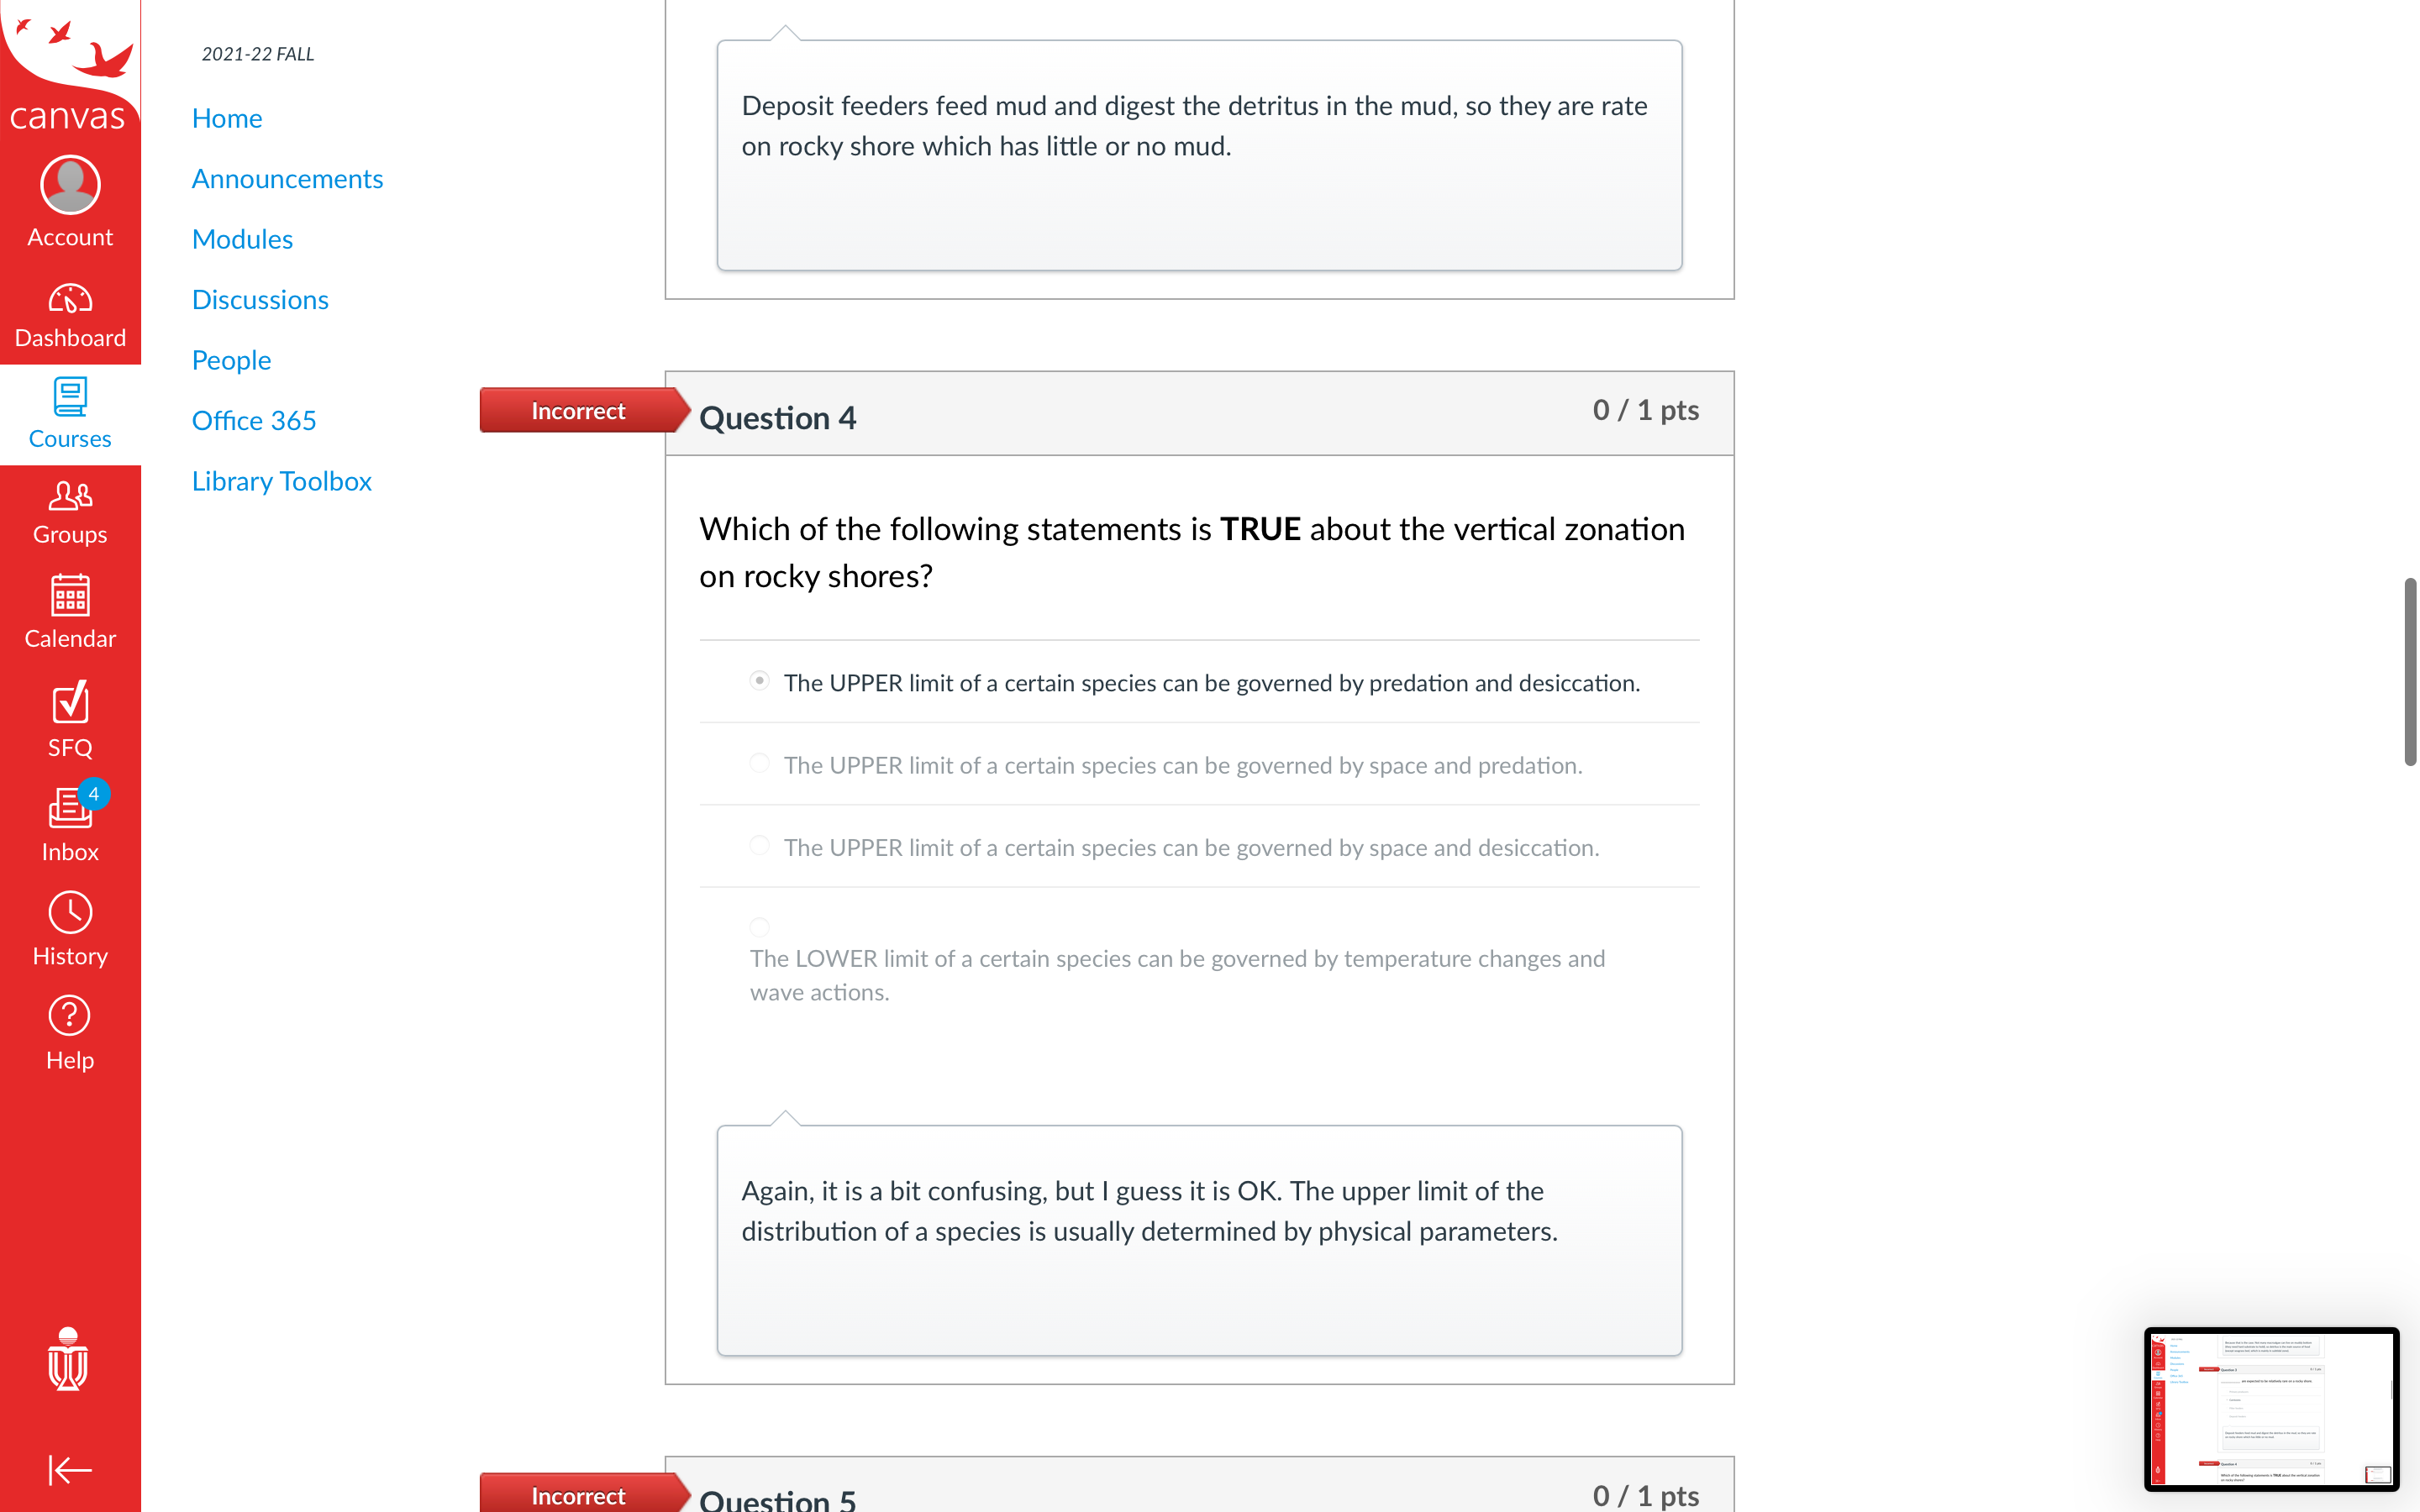 canvas
Account
Dashboard
Courses
Groups
Calendar
SFQ
4
Inbox
History
Help
2021-22 FALL
Home
Announcements
Modules
Discussions
People
Office 365
Library Toolbox
Deposit feeders feed mud and digest the detritus in the mud, so they are rate
on rocky shore which has little or no mud.
Incorrect
Question 4
0 / 1 pts
Which of the following statements is TRUE about the vertical zonation
on rocky shores?
The UPPER limit of a certain species can be governed by predation and desiccation.
The UPPER limit of a certain species can be governed by space and predation.
The UPPER limit of a certain species can be governed by space and desiccation.
The LOWER limit of a certain species can be governed by temperature changes and
wave actions.
Again, it is a bit confusing, but I guess it is OK. The upper limit of the
distribution of a species is usually determined by physical parameters.
Incorrect
Question 5
0 / 1 pts